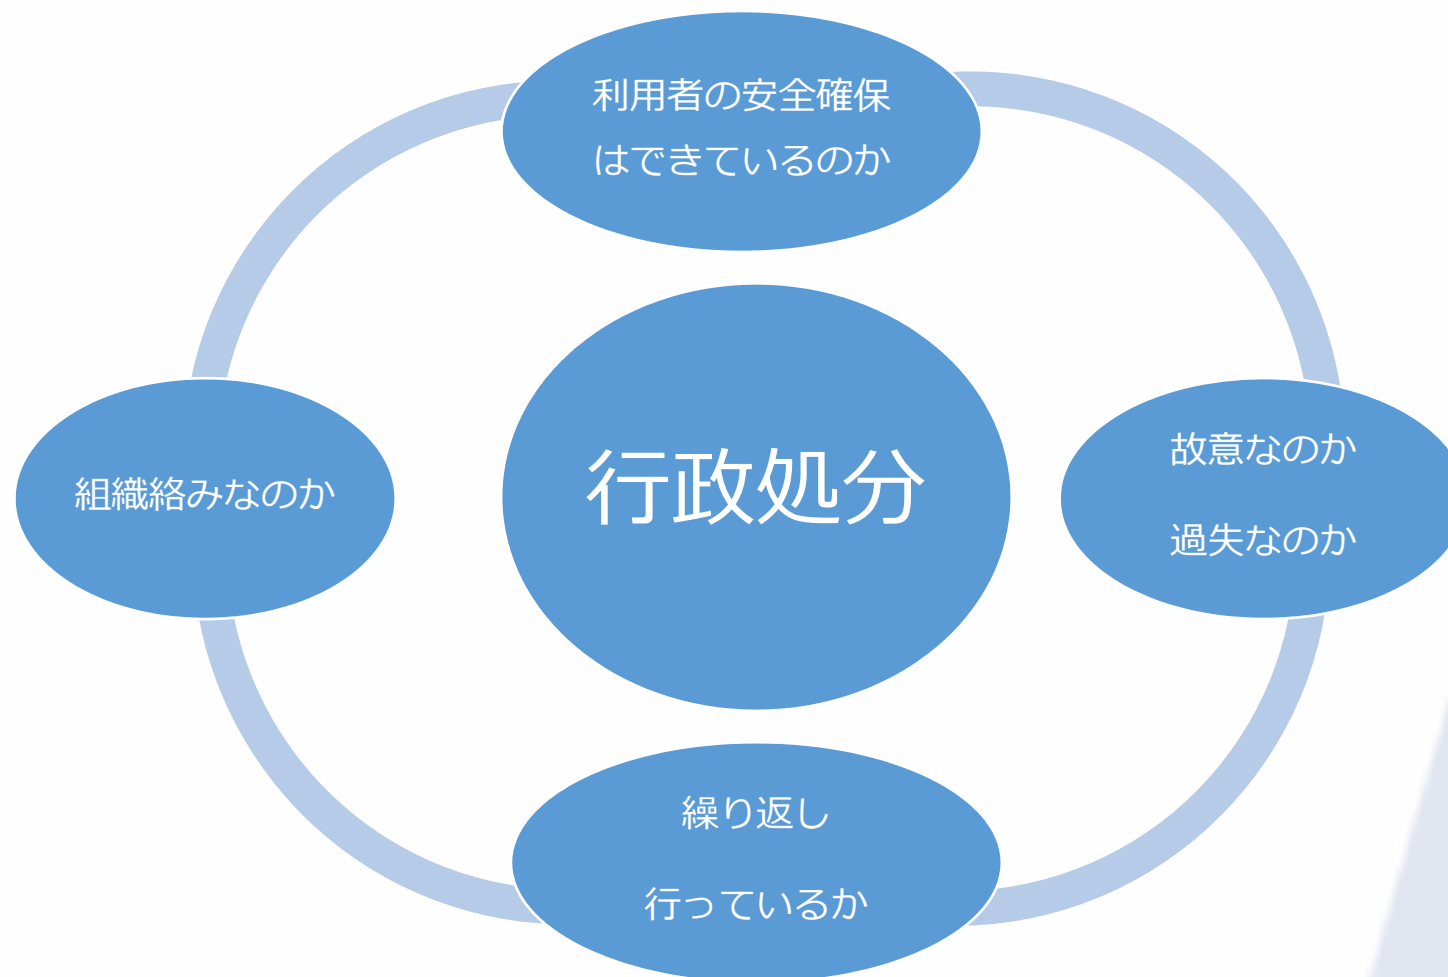 利用者の安全確保
はできているのか
組織絡みなのか
行政処分
故意なのか
過失なのか
繰り返し
行っているか